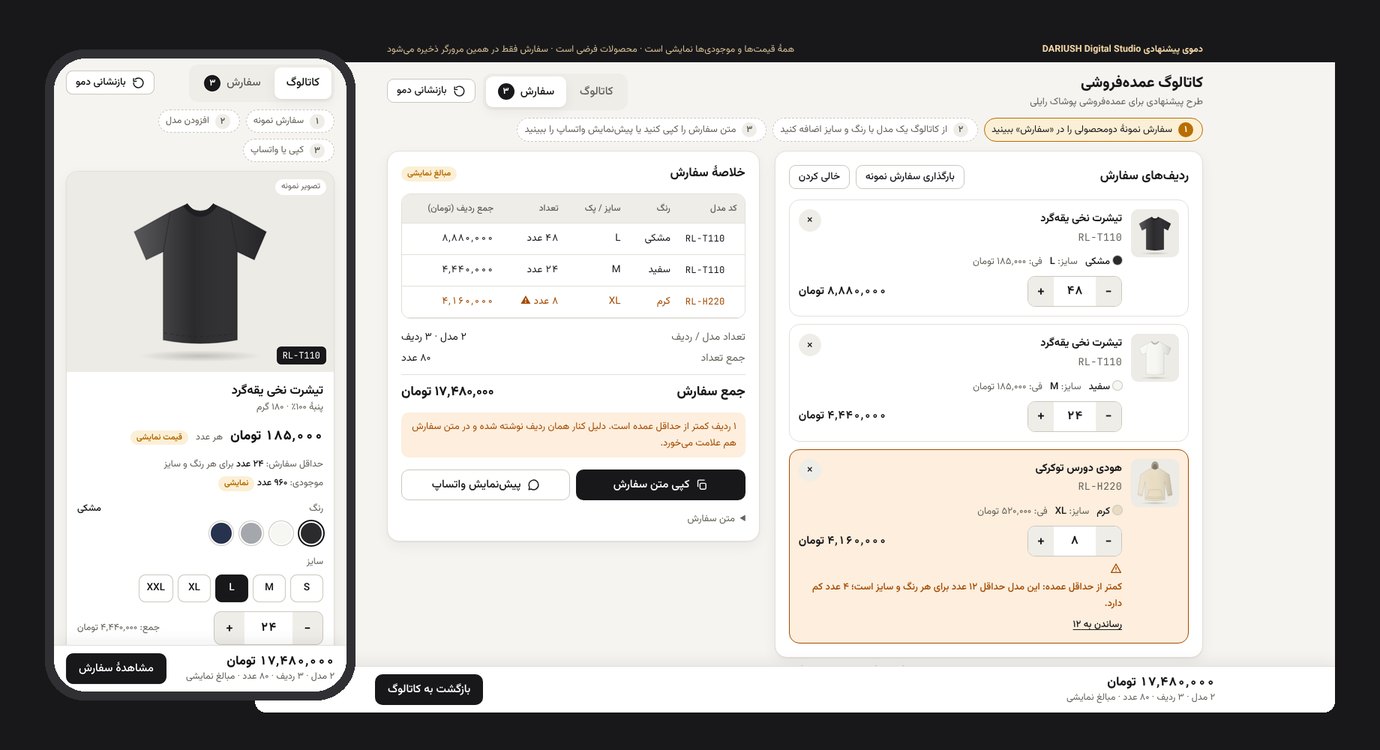 دموی پیشنهادی DARIUSH Digital Studio
همهٔ قیمت‌ها و موجودی‌ها نمایشی است · محصولات فرضی است · سفارش فقط در همین مرورگر ذخیره می‌شود
کاتالوگ عمده‌فروشی
طرح پیشنهادی برای عمده‌فروشی پوشاک رایلی
کاتالوگ
سفارش ۳
بازنشانی دمو
۱ سفارش نمونهٔ دومحصولی را در «سفارش» ببینید
۲ از کاتالوگ یک مدل با رنگ و سایز اضافه کنید
۳ متن سفارش را کپی کنید یا پیش‌نمایش واتساپ را ببینید
ردیف‌های سفارش
بارگذاری سفارش نمونه
خالی کردن
تیشرت نخی یقه‌گرد
×
RL-T110
مشکی سایز: L فی: ۱۸۵,۰۰۰ تومان
− ۴۸ +
۸,۸۸۰,۰۰۰ تومان
تیشرت نخی یقه‌گرد
×
RL-T110
سفید سایز: M فی: ۱۸۵,۰۰۰ تومان
− ۲۴ +
۴,۴۴۰,۰۰۰ تومان
هودی دورس توکرکی
×
RL-H220
کرم سایز: XL فی: ۵۲۰,۰۰۰ تومان
− ۸ +
۴,۱۶۰,۰۰۰ تومان
⚠
کمتر از حداقل عمده: این مدل حداقل ۱۲ عدد برای هر رنگ و سایز است؛ ۴ عدد کم
دارد.
رساندن به ۱۲
خلاصهٔ سفارش
مبالغ نمایشی
کد مدل رنگ سایز / پک تعداد جمع ردیف (تومان)
RL-T110 مشکی L ۴۸ عدد ۸,۸۸۰,۰۰۰
RL-T110 سفید M ۲۴ عدد ۴,۴۴۰,۰۰۰
RL-H220 کرم XL ۸ عدد ⚠ ۴,۱۶۰,۰۰۰
تعداد مدل / ردیف ۲ مدل · ۳ ردیف
جمع تعداد ۸۰ عدد
جمع سفارش ۱۷,۴۸۰,۰۰۰ تومان
۱ ردیف کمتر از حداقل عمده است. دلیل کنار همان ردیف نوشته شده و در متن سفارش
هم علامت می‌خورد.
کپی متن سفارش
پیش‌نمایش واتساپ
◀ متن سفارش
۱۷,۴۸۰,۰۰۰ تومان
۲ مدل · ۳ ردیف · ۸۰ عدد · مبالغ نمایشی
بازگشت به کاتالوگ
کاتالوگ
سفارش ۳
بازنشانی دمو
۱ سفارش نمونه
۲ افزودن مدل
۳ کپی یا واتساپ
تصویر نمونه
RL-T110
تیشرت نخی یقه‌گرد
پنبهٔ ۱۰۰٪ · ۱۸۰ گرم
۱۸۵,۰۰۰ تومان هر عدد قیمت نمایشی
حداقل سفارش: ۲۴ عدد برای هر رنگ و سایز
موجودی: ۹۶۰ عدد نمایشی
رنگ مشکی
سایز
S M L XL XXL
− ۲۴ + جمع: ۴,۴۴۰,۰۰۰ تومان
۱۷,۴۸۰,۰۰۰ تومان
۲ مدل · ۳ ردیف · ۸۰ عدد · مبالغ نمایشی
مشاهدهٔ سفارش